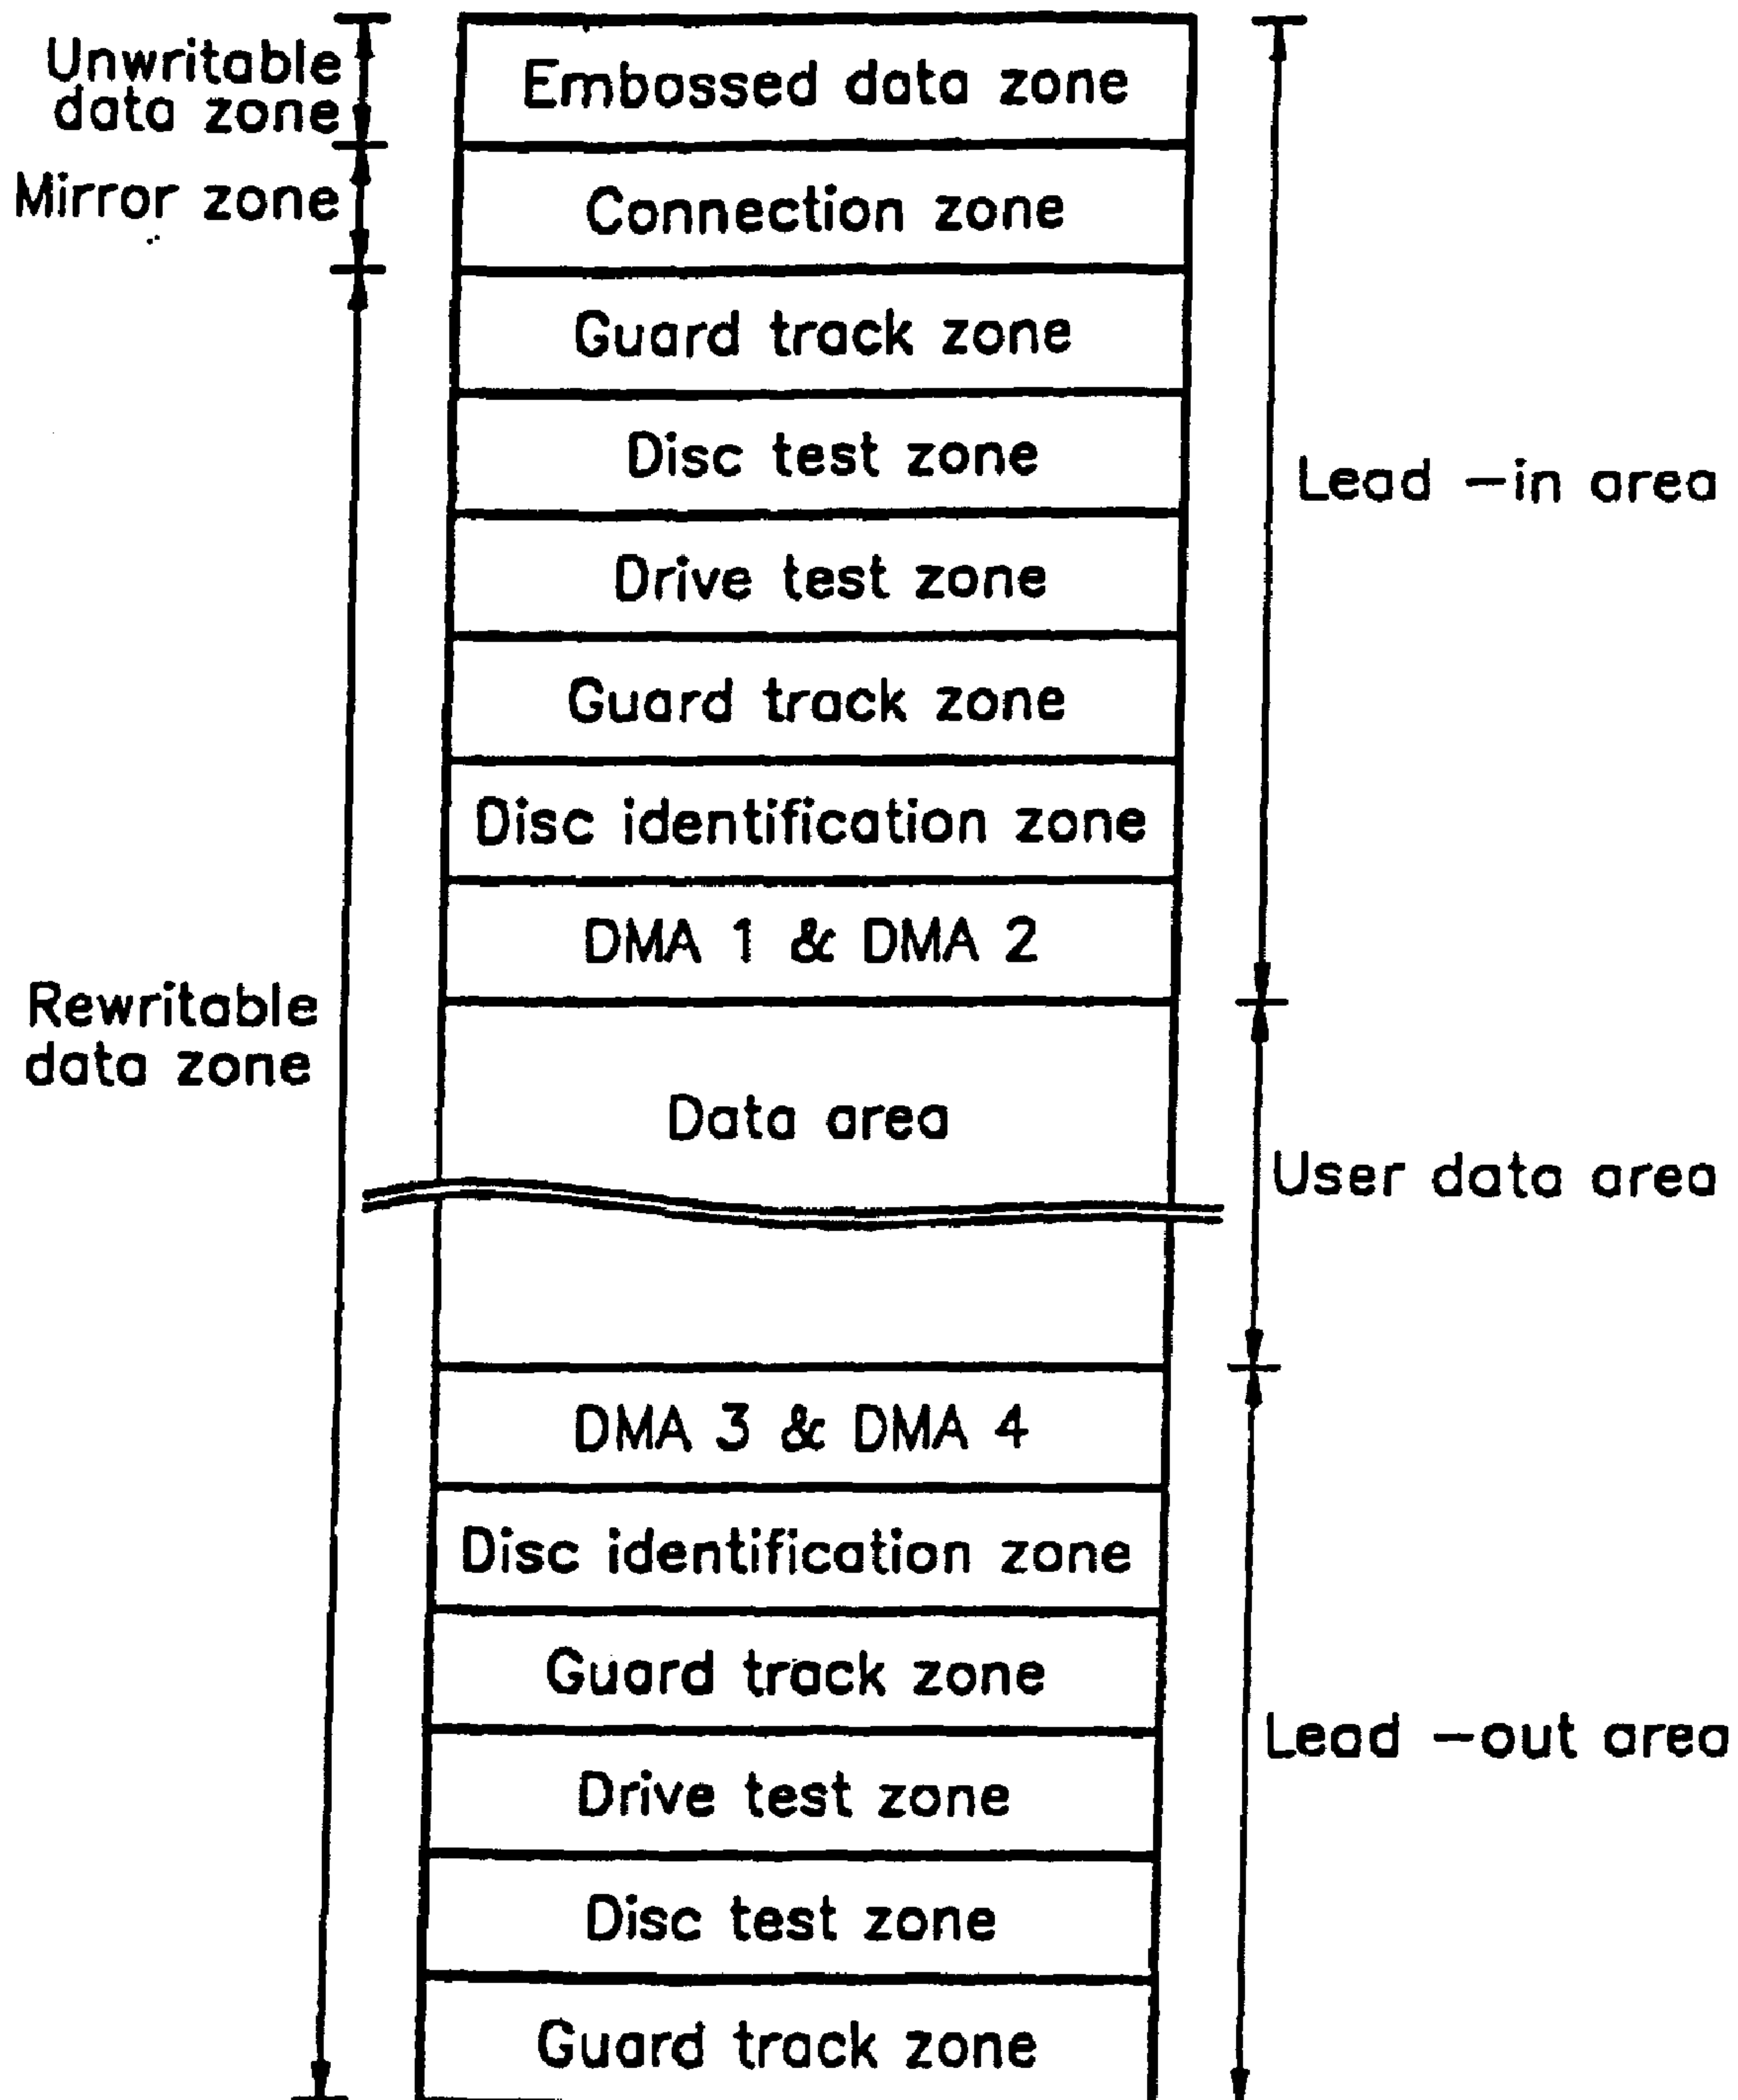 Unwritable
data zone
Embossed data zone
Mirror zone
Connection zone
Guard track zone
Disc test zone
Lead -in area
Drive test zone
Guard track zone
Disc identification zone
DMA 1 & DMA 2
Rewritable
data zone
Data area
User data area
DMA 3 & DMA 4
Disc identification zone
Guard track zone
Lead -out area
Drive test zone
Disc test zone
Guard track zone